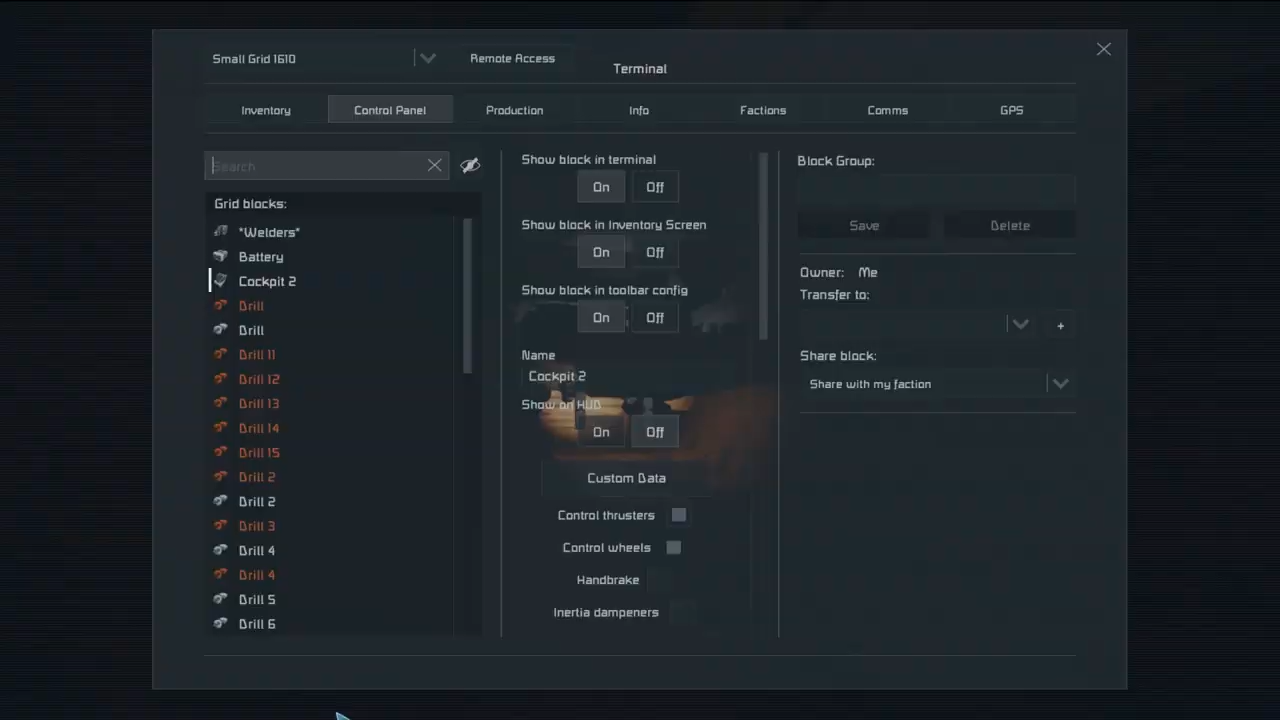 Small Grid 1610
Remote Access
Terminal
Inventory
Control Panel
Production
Info
Factions
Comms
GPS
Search
Grid blocks:
*Welders*
Battery
Cockpit 2
Drill
Drill
Drill 11
Drill 12
Drill 13
Drill 14
Drill 15
Drill 2
Drill 2
Drill 3
Drill 4
Drill 4
Drill 5
Drill 6
Show block in terminal
On Off
Show block in Inventory Screen
On Off
Show block in toolbar config
On Off
Name
Cockpit 2
Show on HUD
On Off
Custom Data
Control thrusters
Control wheels
Handbrake
Inertia dampeners
Block Group:
Save Delete
Owner: Me
Transfer to:
+
Share block:
Share with my faction